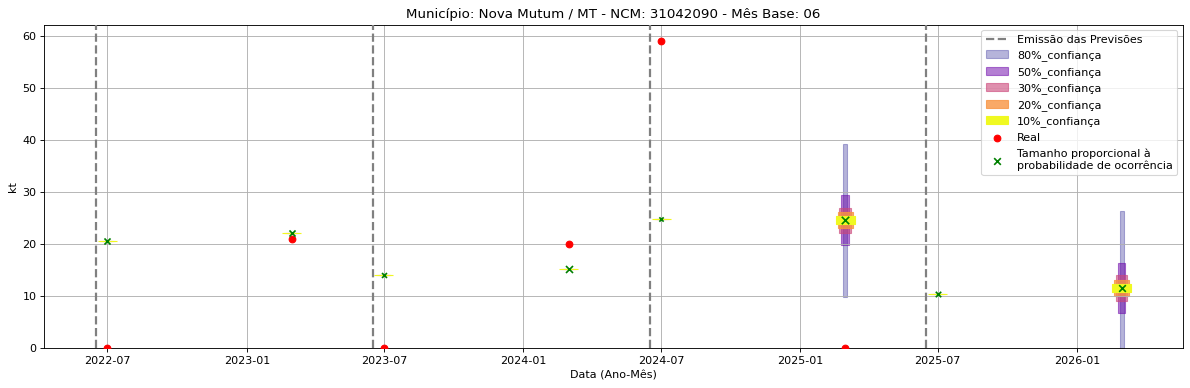 Município: Nova Mutum / MT - NCM: 31042090 - Mês Base: 06
60
50
40
30
20
10
0
kt
Emissão das Previsões
80%_confiança
50%_confiança
30%_confiança
20%_confiança
10%_confiança
Real
Tamanho proporcional à
probabilidade de ocorrência
2022-07
2023-01
2023-07
2024-01
2024-07
2025-01
2025-07
2026-01
Data (Ano-Mês)